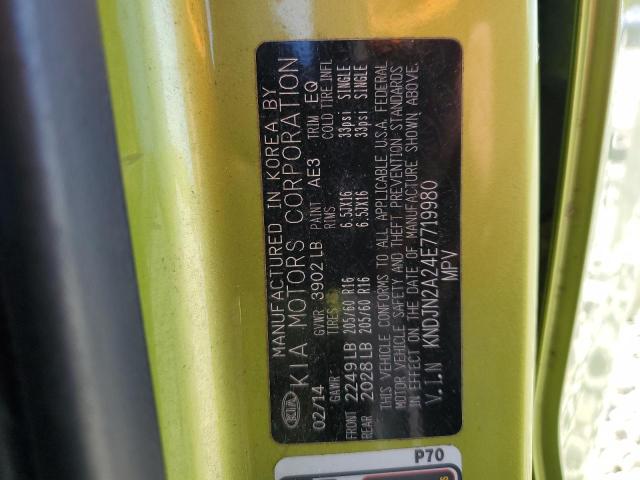 KIA
MANUFACTURED IN KOREA BY
KIA MOTORS CORPORATION
02/14 GVWR 3902 LB PAINT AE3 TRIM EQ
GAWR TIRES RIMS COLD TIRE INFL
FRONT 2249LB 205/60 R16 6.5JX16 33psi SINGLE
REAR 2028LB 205/60 R16 6.5JX16 33psi SINGLE
THIS VEHICLE CONFORMS TO ALL APPLICABLE U.S.A. FEDERAL
MOTOR VEHICLE SAFETY AND THEFT PREVENTION STANDARDS
IN EFFECT ON THE DATE OF MANUFACTURE SHOWN ABOVE.
V.I.N KNDJN2A24E7719980
MPV
P70